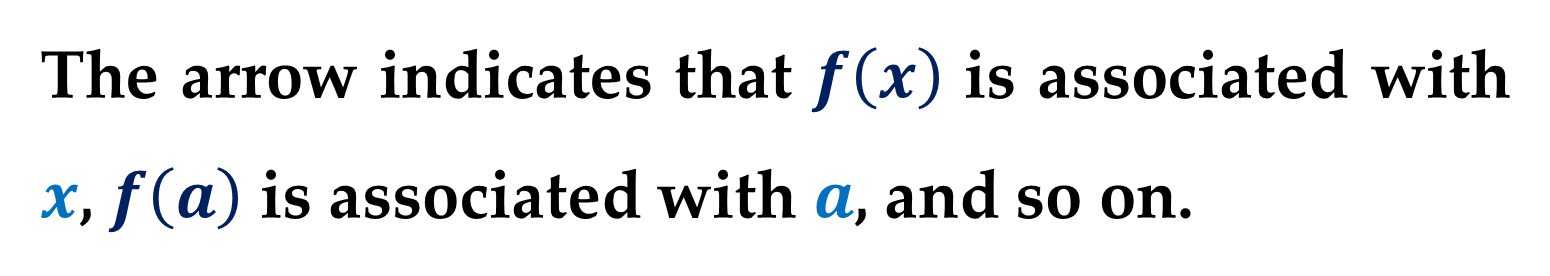 The arrow indicates that f(x) is associated with
x, f(a) is associated with a, and so on.